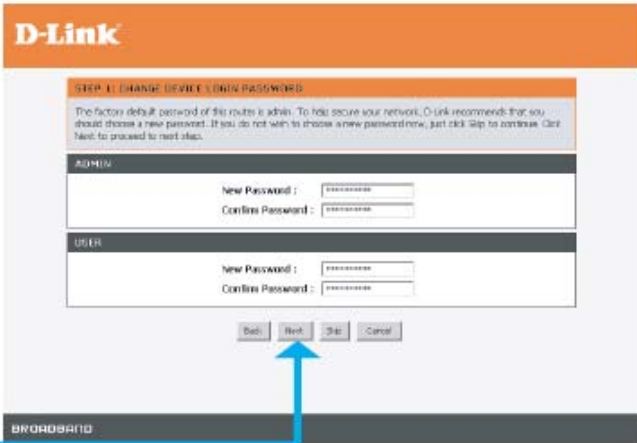 D-Link
STEP 1: CHANGE DEVICE LOGIN PASSWORD
The factory default password of this router is admin. To help secure your network, D-Link recommends that you
should choose a new password. If you do not wish to choose a new password now, just click Skip to continue. Click
Next to proceed to next step.
ADMIN
New Password :
**********
Confirm Password :
**********
USER
New Password :
**********
Confirm Password :
**********
Back Next Skip Cancel
BROADBAND